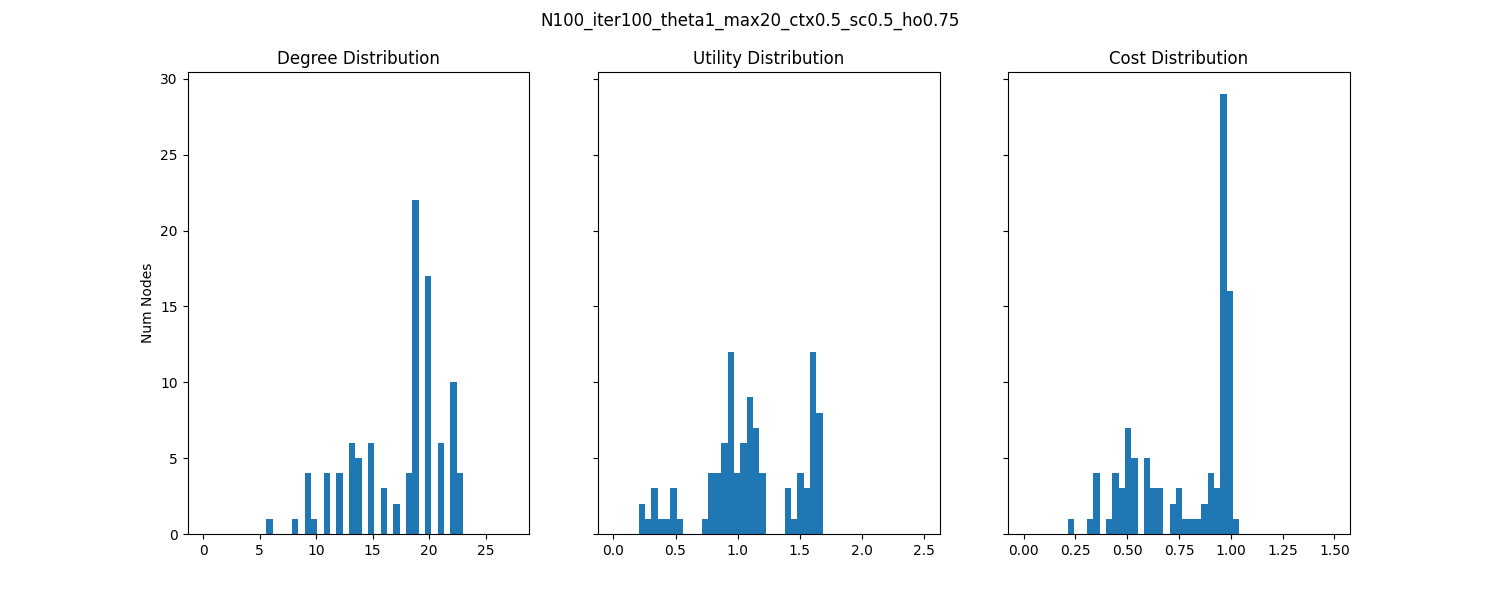 N100_iter100_theta1_max20_ctx0.5_sc0.5_ho0.75
Degree Distribution
Utility Distribution
Cost Distribution
Num Nodes
30
25
20
15
10
5
0
0 5 10 15 20 25
0.0 0.5 1.0 1.5 2.0 2.5
0.00 0.25 0.50 0.75 1.00 1.25 1.50